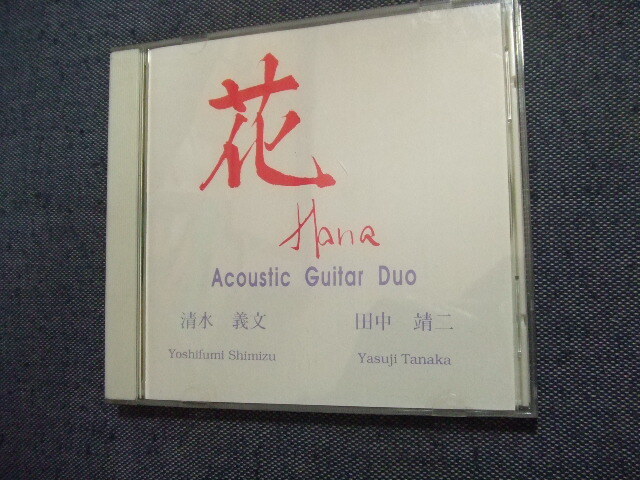 花
Hana
Acoustic Guitar Duo
清水 義文 田中 靖二
Yoshifumi Shimizu Yasuji Tanaka